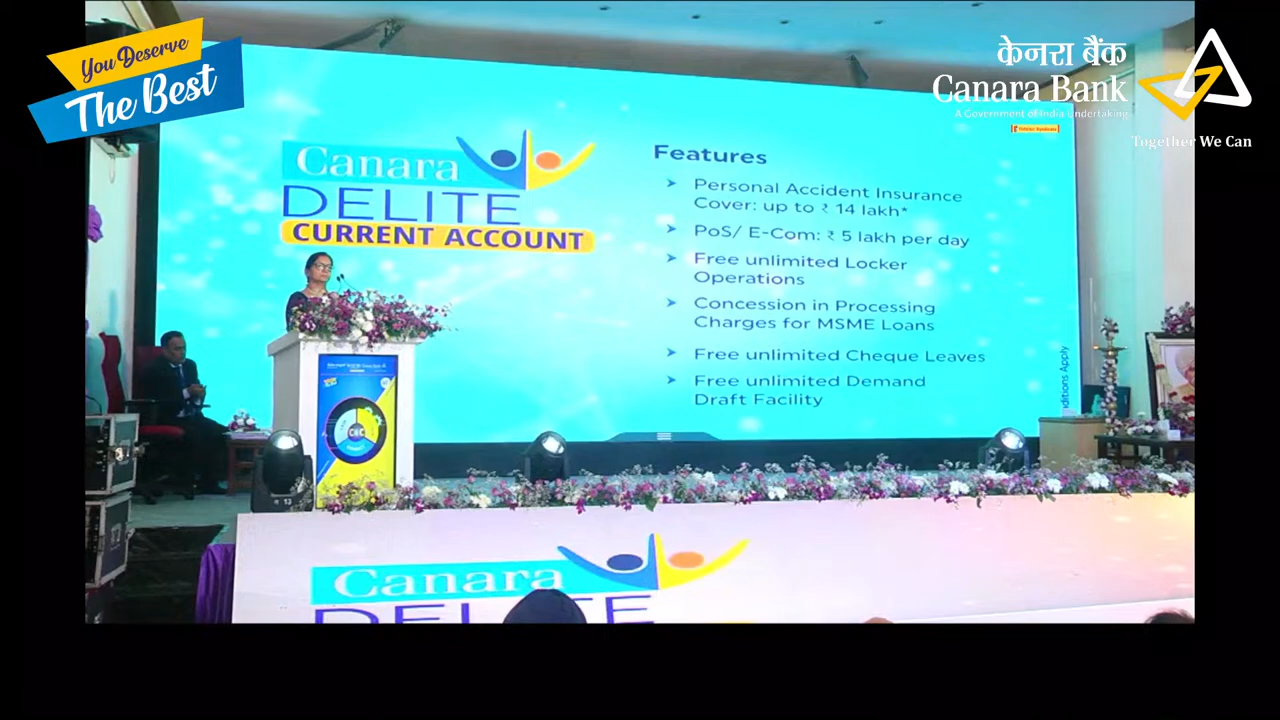 You Deserve
The Best
केनरा बैंक
Canara Bank
A Government of India Undertaking
Together We Can
Canara
DELITE
CURRENT ACCOUNT
Features
➤ Personal Accident Insurance
Cover: up to ₹ 14 lakh*
➤ PoS/ E-Com: ₹ 5 lakh per day
➤ Free unlimited Locker
Operations
➤ Concession in Processing
Charges for MSME Loans
➤ Free unlimited Cheque Leaves
➤ Free unlimited Demand
Draft Facility
Apply
13
Canara
DELITE